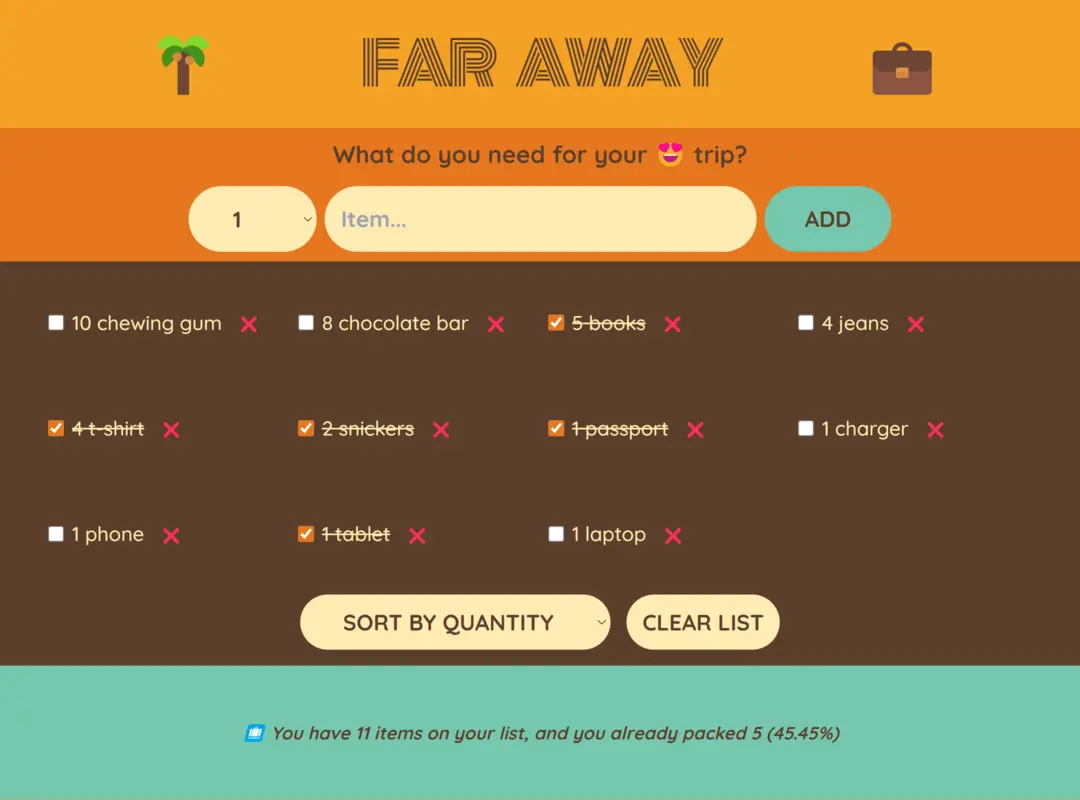 FAR AWAY
What do you need for your 😍 trip?
1 Item... ADD
10 chewing gum ❌ 8 chocolate bar ❌ 5 books ❌ 4 jeans ❌
4 t-shirt ❌ 2 snickers ❌ 1 passport ❌ 1 charger ❌
1 phone ❌ 1 tablet ❌ 1 laptop ❌
SORT BY QUANTITY CLEAR LIST
You have 11 items on your list, and you already packed 5 (45.45%)